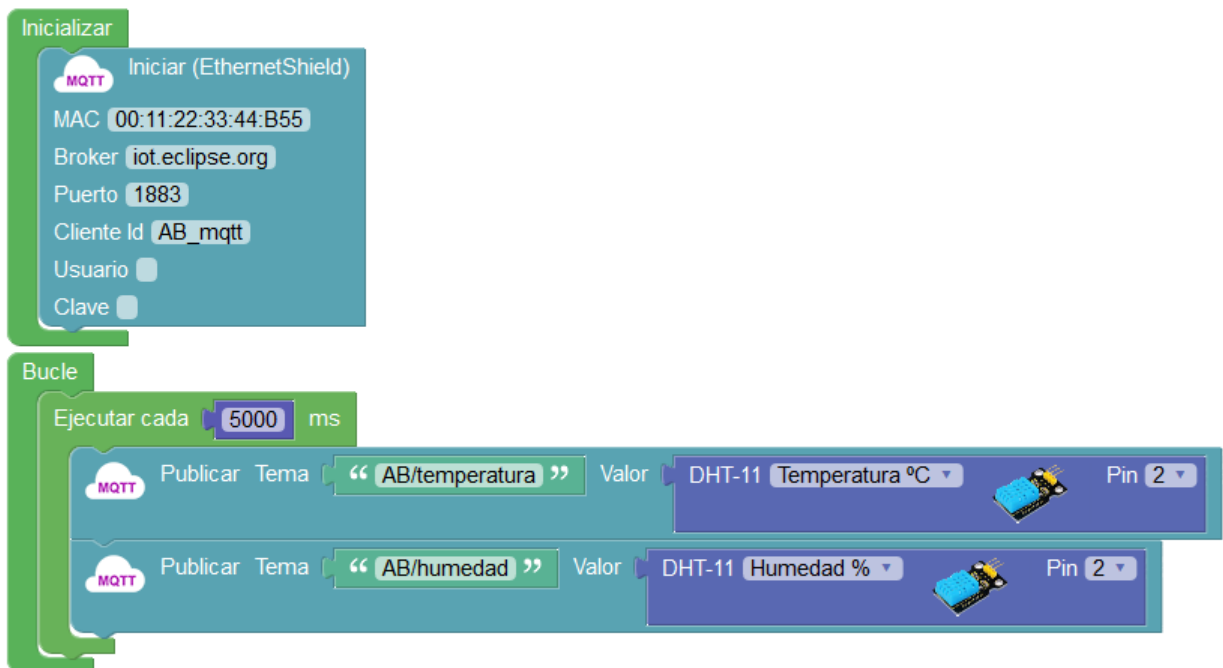 Inicializar
MQTT Iniciar (EthernetShield)
MAC 00:11:22:33:44:B55
Broker iot.eclipse.org
Puerto 1883
Cliente Id AB_mqtt
Usuario
Clave
Bucle
Ejecutar cada 5000 ms
MQTT Publicar Tema “ AB/temperatura ” Valor DHT-11 Temperatura ºC Pin 2
MQTT Publicar Tema “ AB/humedad ” Valor DHT-11 Humedad % Pin 2